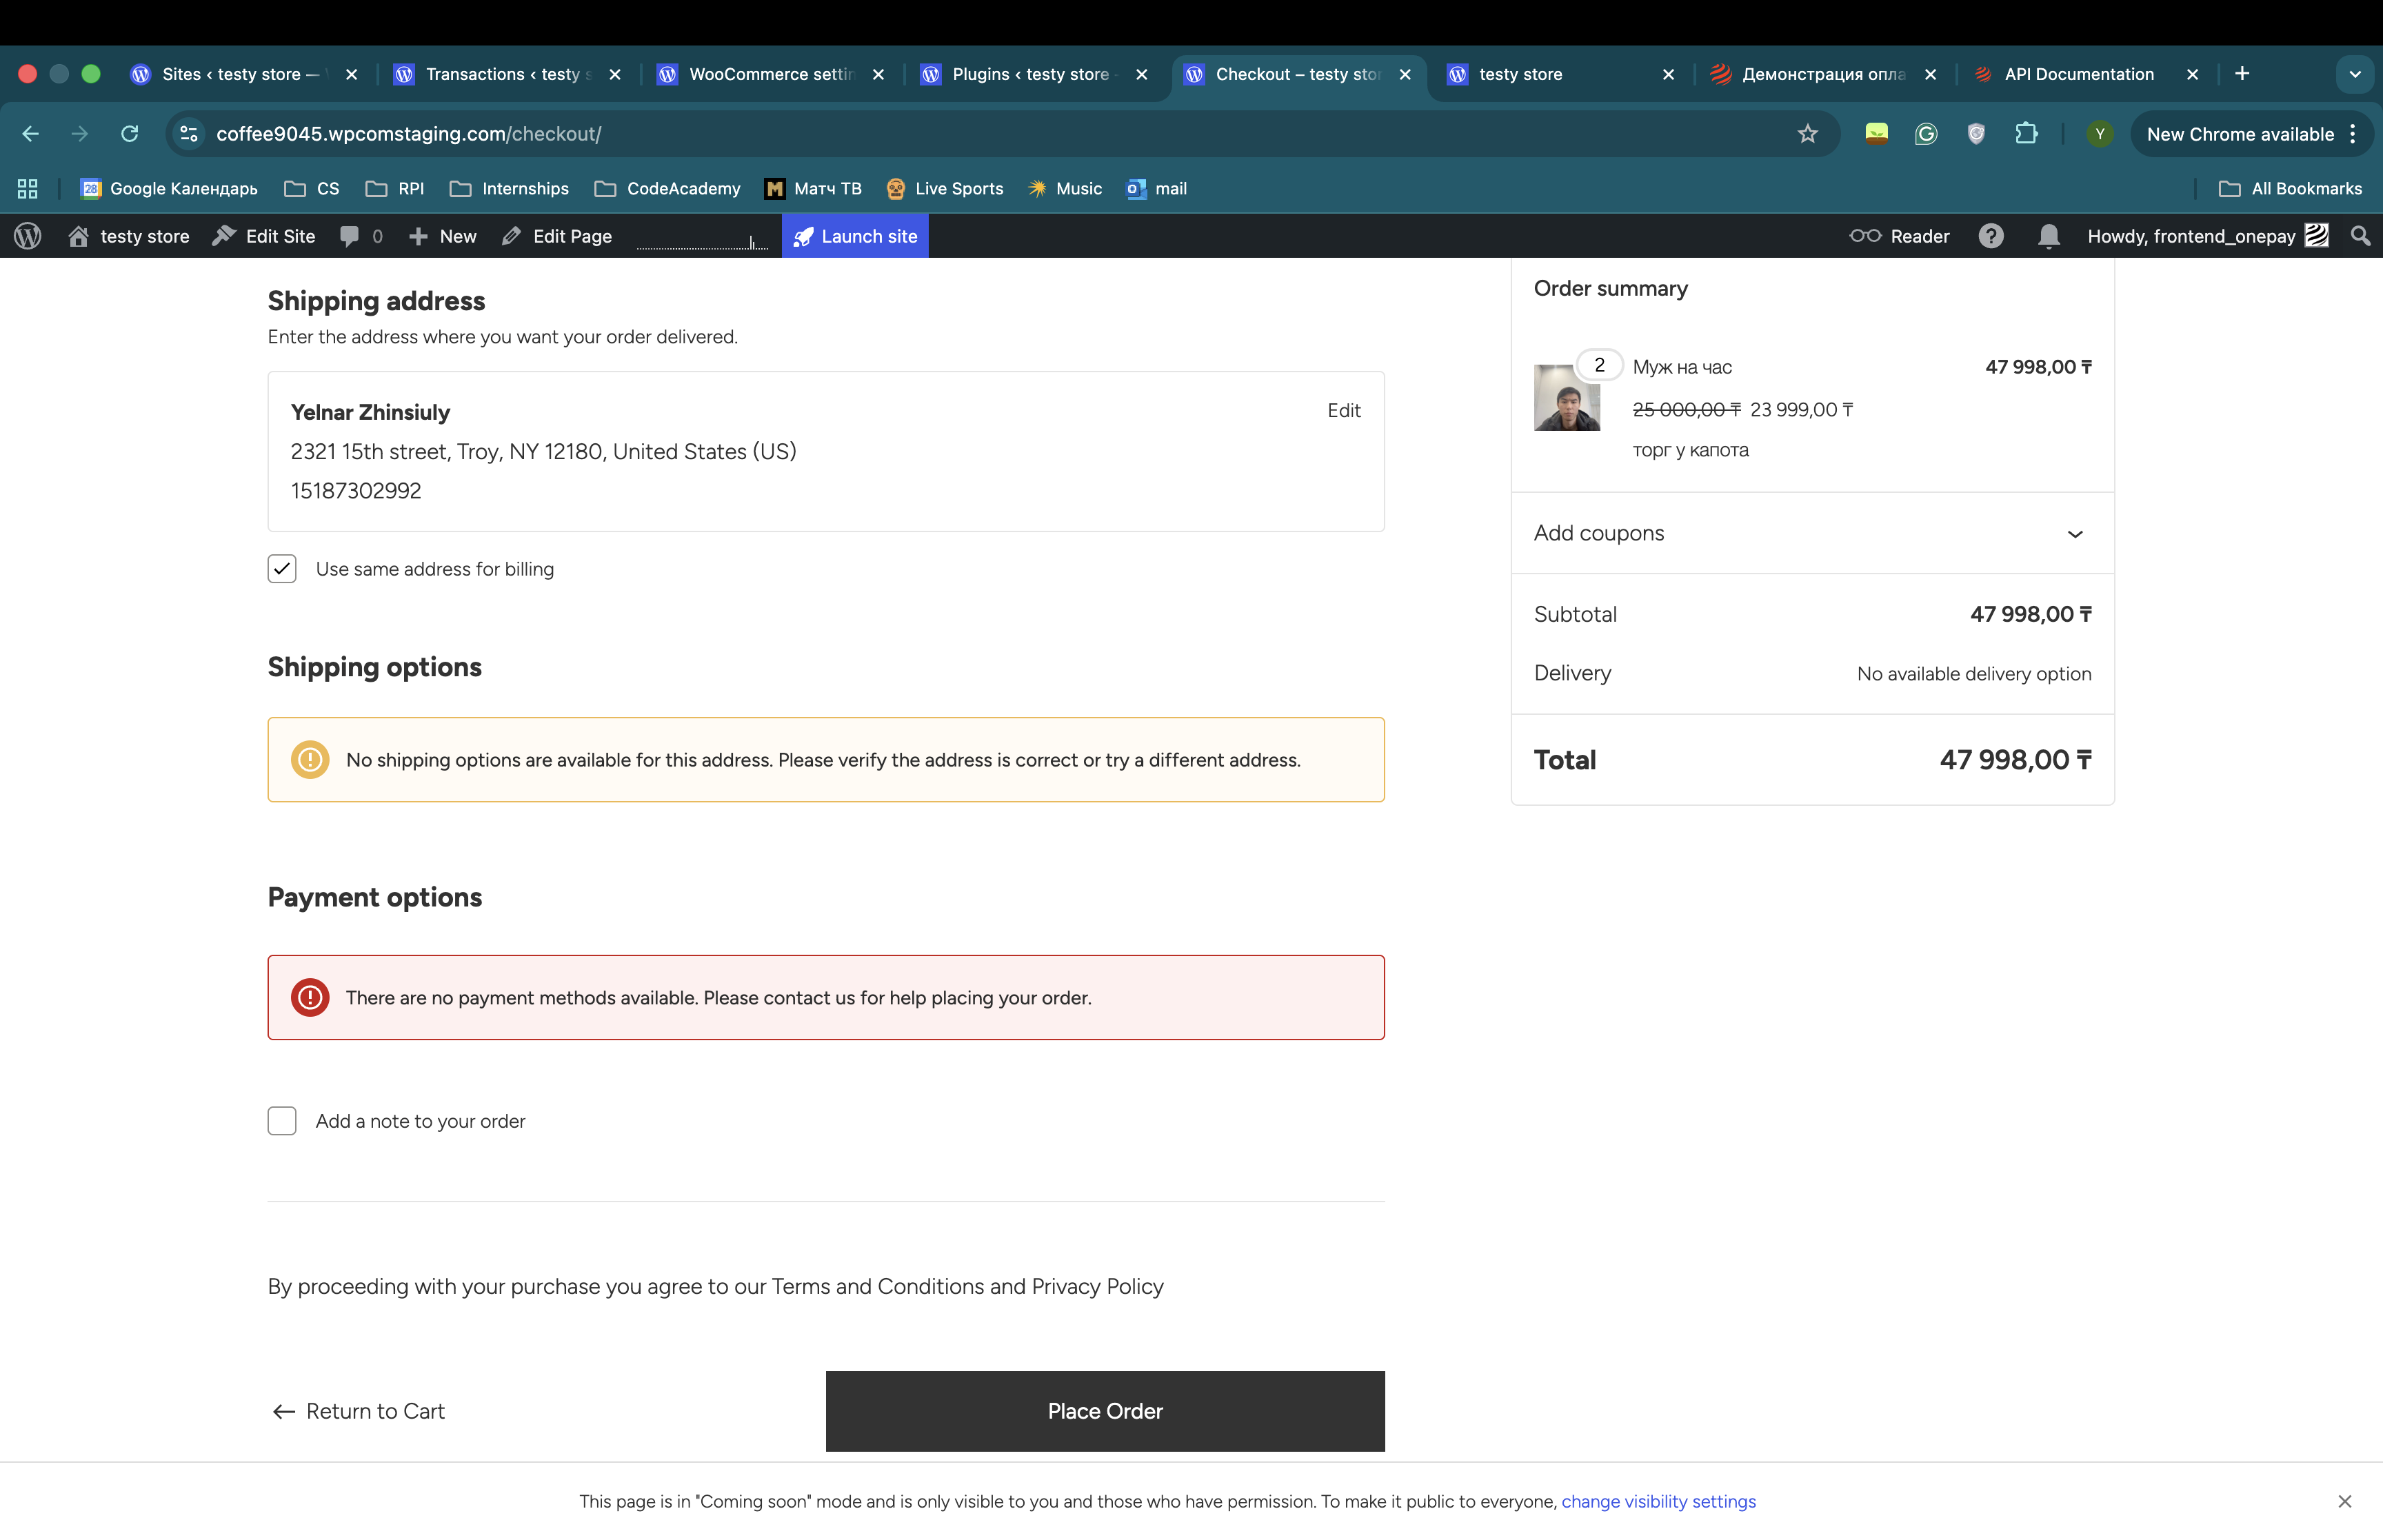 Sites ‹ testy store —
Transactions ‹ testy s
WooCommerce settin
Plugins ‹ testy store
Checkout – testy stor
testy store
Демонстрация опла
API Documentation
coffee9045.wpcomstaging.com/checkout/
Y
New Chrome available
28
Google Календарь
CS
RPI
Internships
CodeAcademy
Матч ТВ
Live Sports
Music
mail
All Bookmarks
testy store
Edit Site
0
New
Edit Page
Launch site
Reader
Howdy, frontend_onepay
Shipping address
Enter the address where you want your order delivered.
Yelnar Zhinsiuly
Edit
2321 15th street, Troy, NY 12180, United States (US)
15187302992
Use same address for billing
Shipping options
No shipping options are available for this address. Please verify the address is correct or try a different address.
Payment options
There are no payment methods available. Please contact us for help placing your order.
Add a note to your order
By proceeding with your purchase you agree to our Terms and Conditions and Privacy Policy
← Return to Cart
Place Order
Order summary
2
Муж на час
47 998,00 ₸
25 000,00 ₸ 23 999,00 ₸
торг у капота
Add coupons
Subtotal
47 998,00 ₸
Delivery
No available delivery option
Total
47 998,00 ₸
This page is in "Coming soon" mode and is only visible to you and those who have permission. To make it public to everyone, change visibility settings